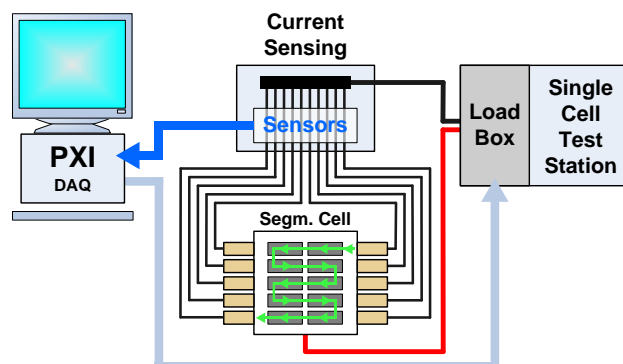 Current
Sensing
Sensors
PXI
DAQ
Load
Box
Single
Cell
Test
Station
Segm. Cell